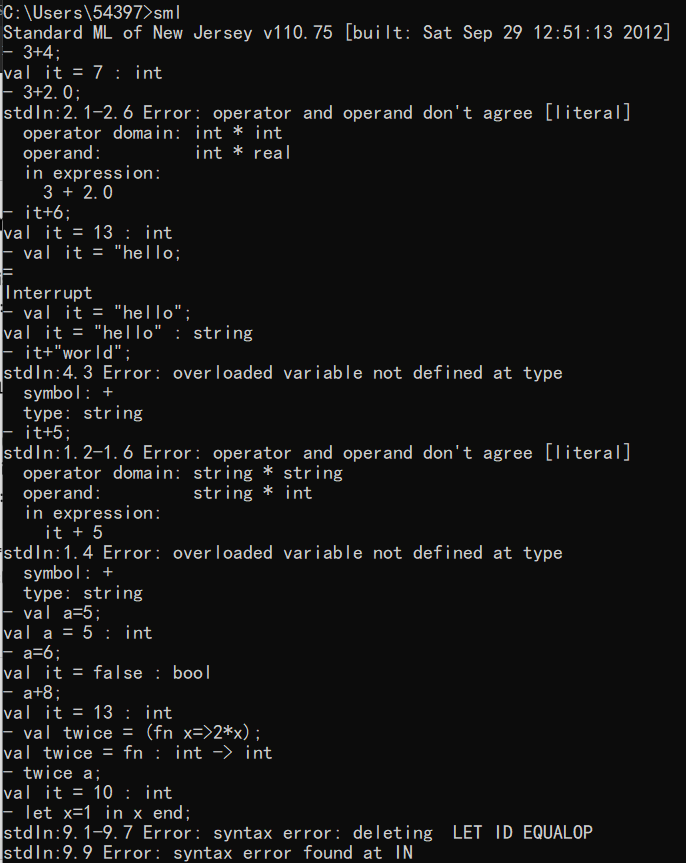 C:\Users\54397>sml
Standard ML of New Jersey v110.75 [built: Sat Sep 29 12:51:13 2012]
- 3+4;
val it = 7 : int
- 3+2.0;
stdIn:2.1-2.6 Error: operator and operand don't agree [literal]
  operator domain: int * int
  operand:         int * real
  in expression:
    3 + 2.0
- it+6;
val it = 13 : int
- val it = "hello;
=
Interrupt
- val it = "hello";
val it = "hello" : string
- it+"world";
stdIn:4.3 Error: overloaded variable not defined at type
  symbol: +
  type: string
- it+5;
stdIn:1.2-1.6 Error: operator and operand don't agree [literal]
  operator domain: string * string
  operand:         string * int
  in expression:
    it + 5
stdIn:1.4 Error: overloaded variable not defined at type
  symbol: +
  type: string
- val a=5;
val a = 5 : int
- a=6;
val it = false : bool
- a+8;
val it = 13 : int
- val twice = (fn x=>2*x);
val twice = fn : int -> int
- twice a;
val it = 10 : int
- let x=1 in x end;
stdIn:9.1-9.7 Error: syntax error: deleting  LET ID EQUALOP
stdIn:9.9 Error: syntax error found at IN